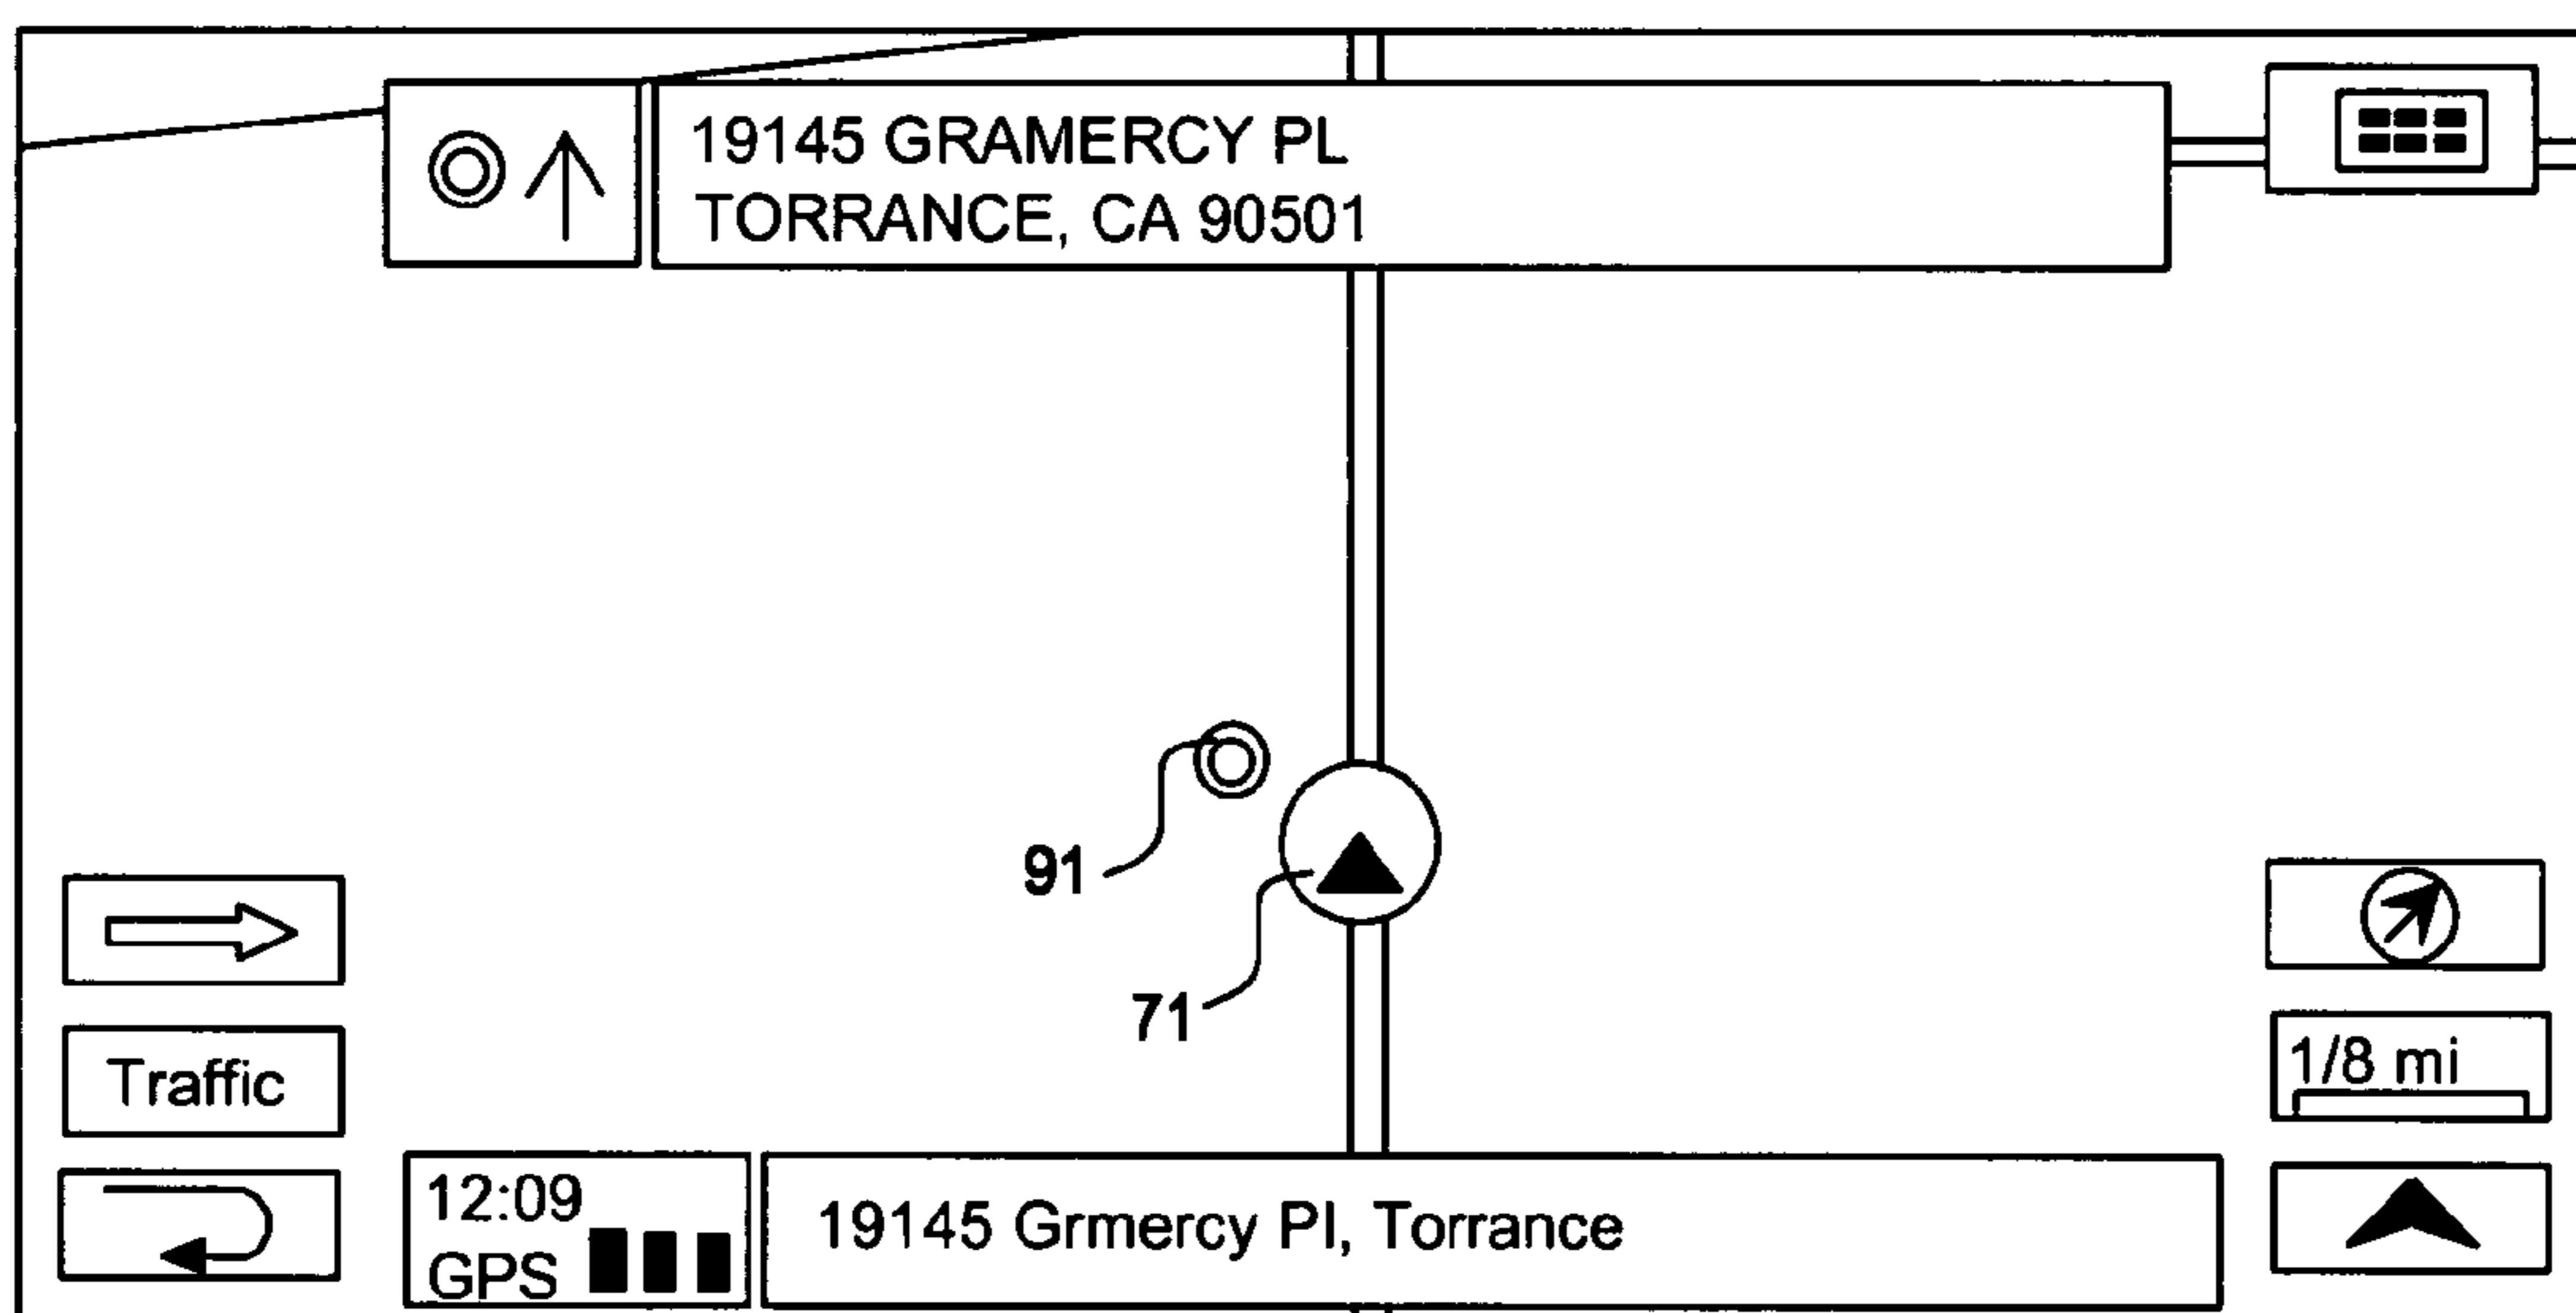 19145 GRAMERCY PL
TORRANCE, CA 90501
91
71
Traffic
1/8 mi
12:09
GPS
19145 Grmercy Pl, Torrance